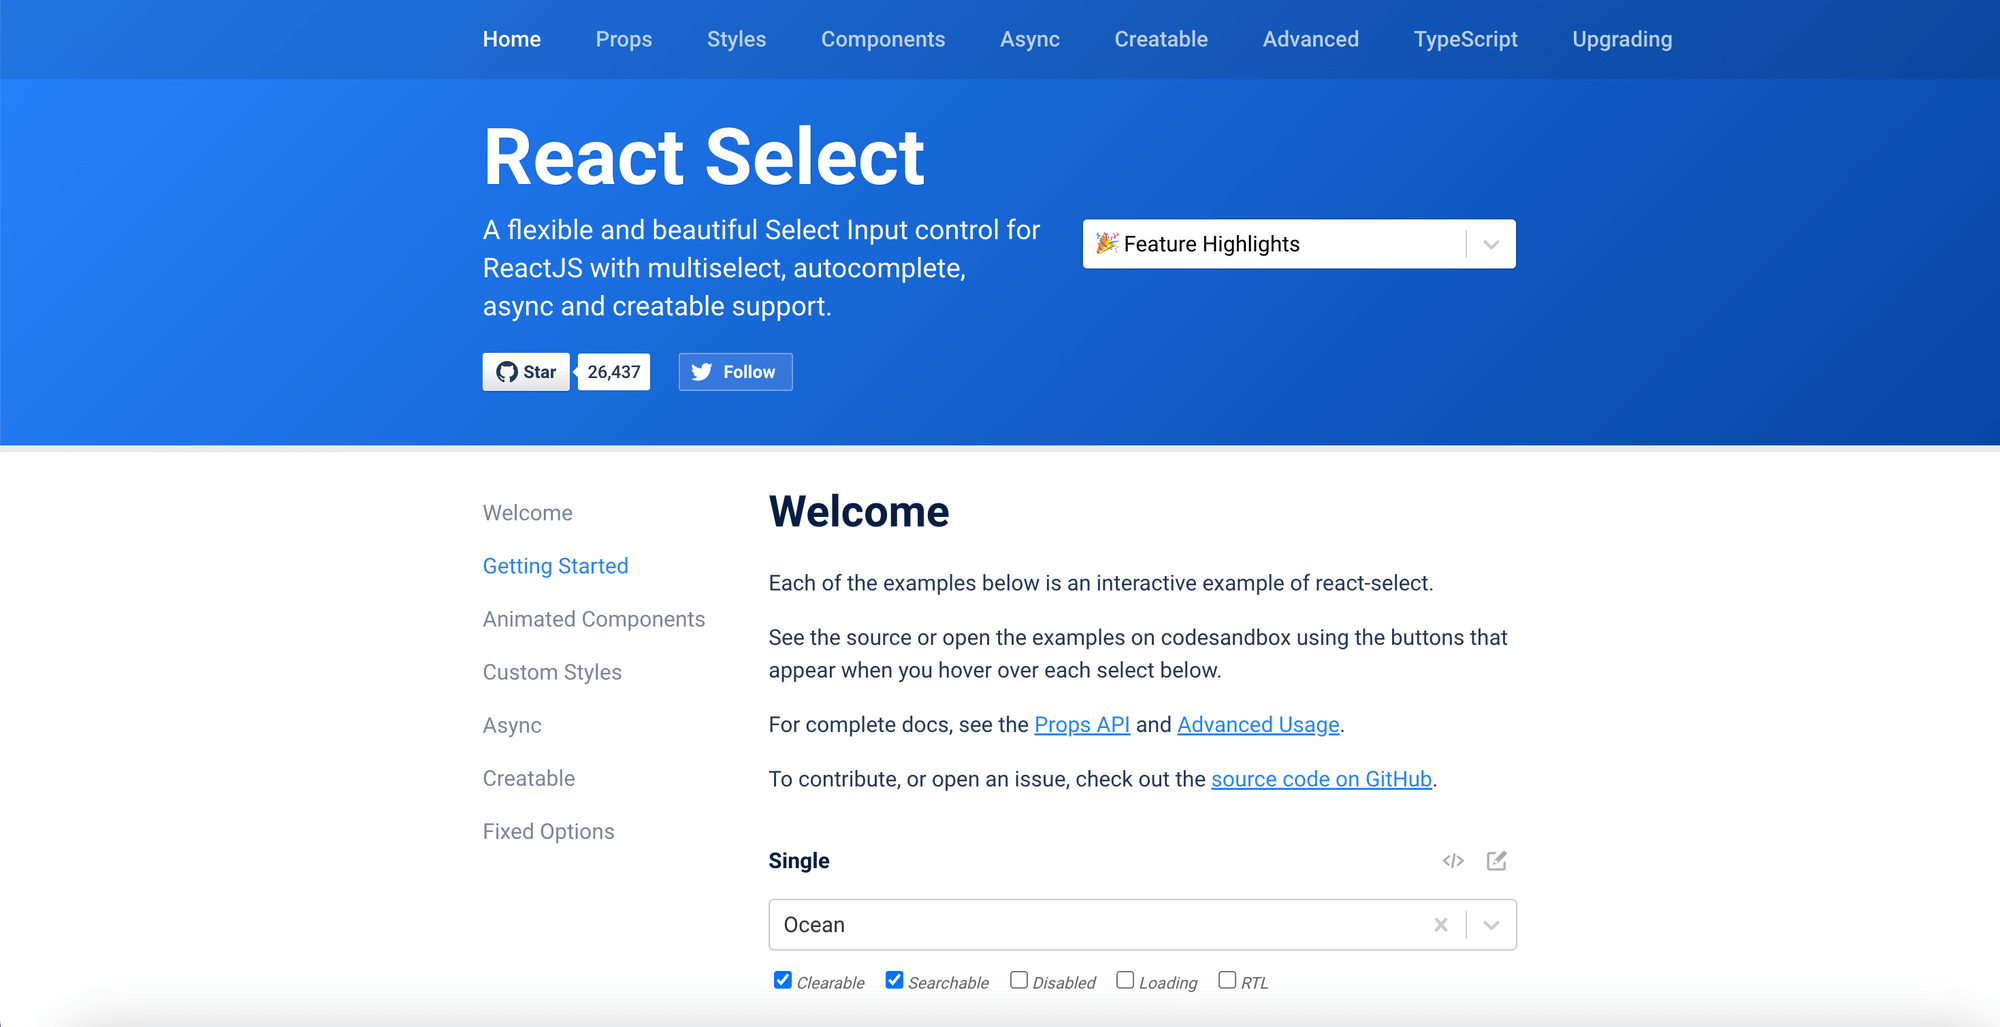 Home Props Styles Components Async Creatable Advanced TypeScript Upgrading
React Select
A flexible and beautiful Select Input control for
ReactJS with multiselect, autocomplete,
async and creatable support.
🎉 Feature Highlights
Star 26,437 Follow
Welcome
Getting Started
Animated Components
Custom Styles
Async
Creatable
Fixed Options
Welcome
Each of the examples below is an interactive example of react-select.
See the source or open the examples on codesandbox using the buttons that
appear when you hover over each select below.
For complete docs, see the Props API and Advanced Usage.
To contribute, or open an issue, check out the source code on GitHub.
Single
Ocean
Clearable Searchable Disabled Loading RTL